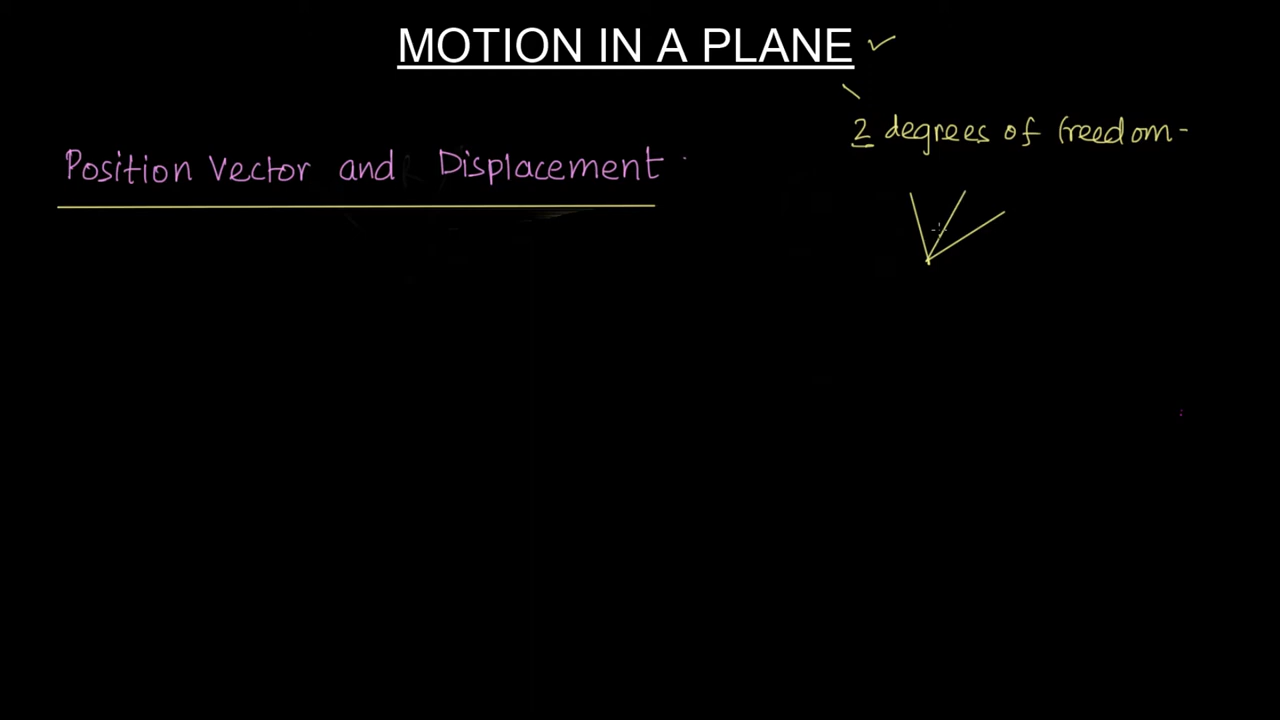 MOTION IN A PLANE
2 degrees of freedom
Position Vector and Displacement